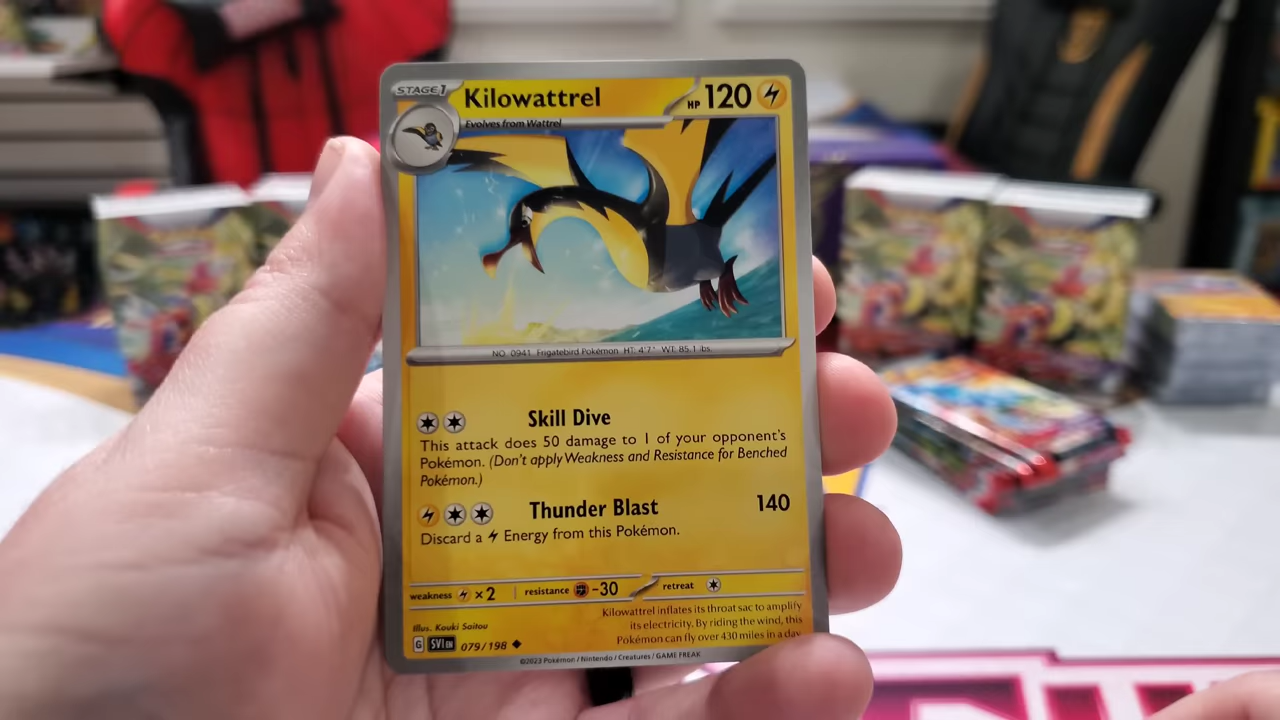 STAGE 1 Kilowattrel HP 120
Evolves from Wattrel
NO. 0941 Frigatebird Pokémon HT: 4'7" WT: 85.1 lbs.
Skill Dive
This attack does 50 damage to 1 of your opponent's
Pokémon. (Don't apply Weakness and Resistance for Benched
Pokémon.)
Thunder Blast 140
Discard a Energy from this Pokémon.
weakness ×2 resistance -30 retreat
Kilowattrel inflates its throat sac to amplify
its electricity. By riding the wind, this
Pokémon can fly over 430 miles in a day.
Illus. Kouki Saitou
G SVI EN 079/198
©2023 Pokémon / Nintendo / Creatures / GAME FREAK